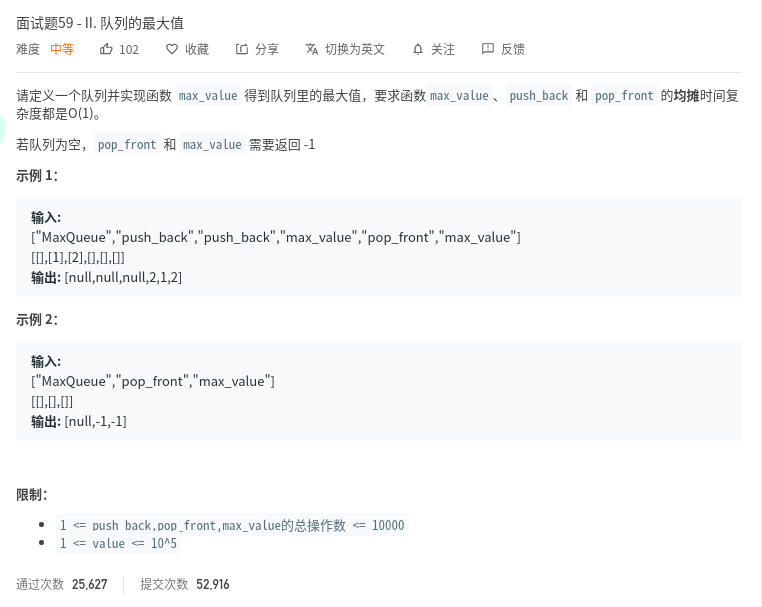 面试题59 - II. 队列的最大值
难度 中等 102 收藏 分享 切换为英文 关注 反馈
请定义一个队列并实现函数 max_value 得到队列里的最大值，要求函数max_value、push_back 和 pop_front 的均摊时间复
杂度都是O(1)。
若队列为空，pop_front 和 max_value 需要返回 -1
示例 1：
输入:
["MaxQueue","push_back","push_back","max_value","pop_front","max_value"]
[[],[1],[2],[],[],[]]
输出: [null,null,null,2,1,2]
示例 2：
输入:
["MaxQueue","pop_front","max_value"]
[[],[],[]]
输出: [null,-1,-1]
限制：
1 <= push_back,pop_front,max_value的总操作数 <= 10000
1 <= value <= 10^5
通过次数 25,627 提交次数 52,916